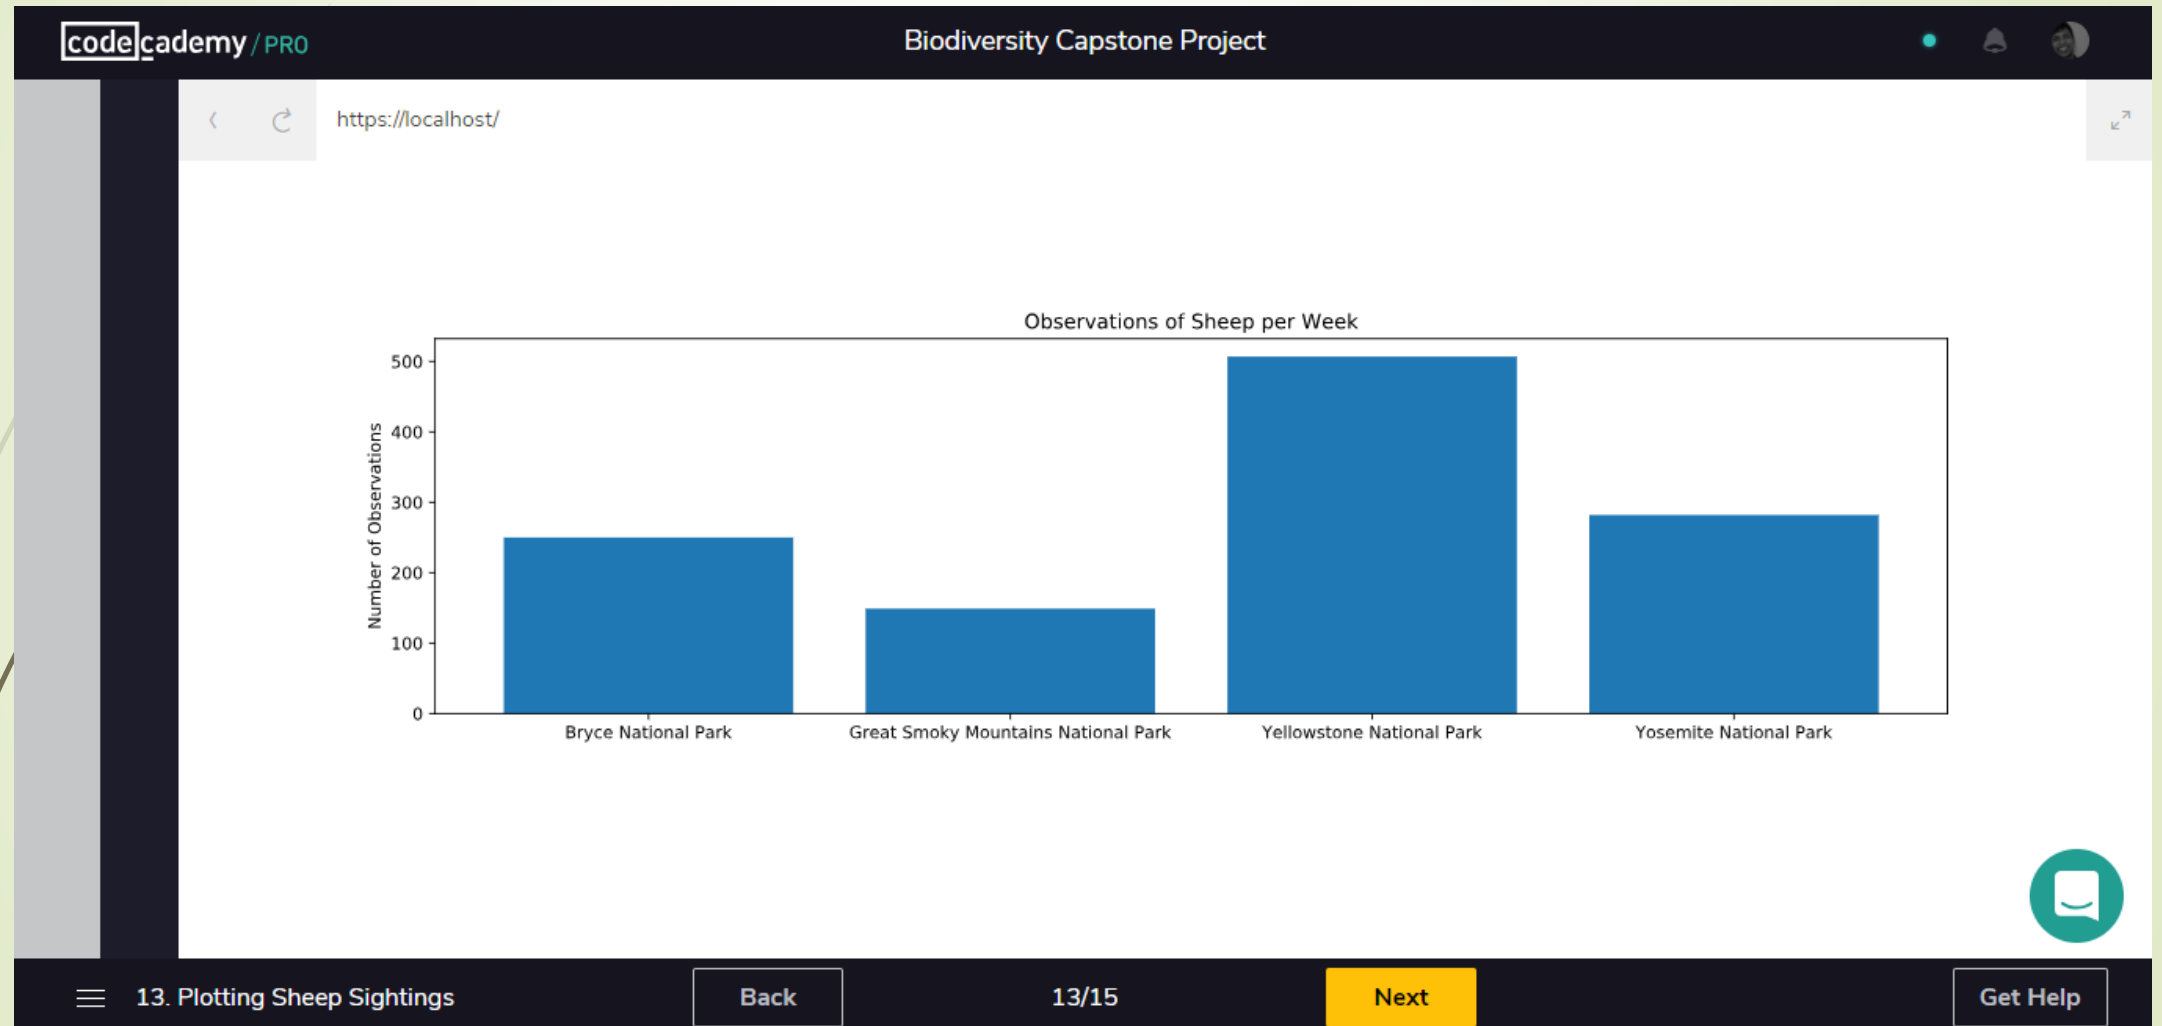 codecademy/PRO
Biodiversity Capstone Project
https://localhost/
Observations of Sheep per Week
Number of Observations
500
400
300
200
100
0
Bryce National Park
Great Smoky Mountains National Park
Yellowstone National Park
Yosemite National Park
13. Plotting Sheep Sightings
Back
13/15
Next
Get Help